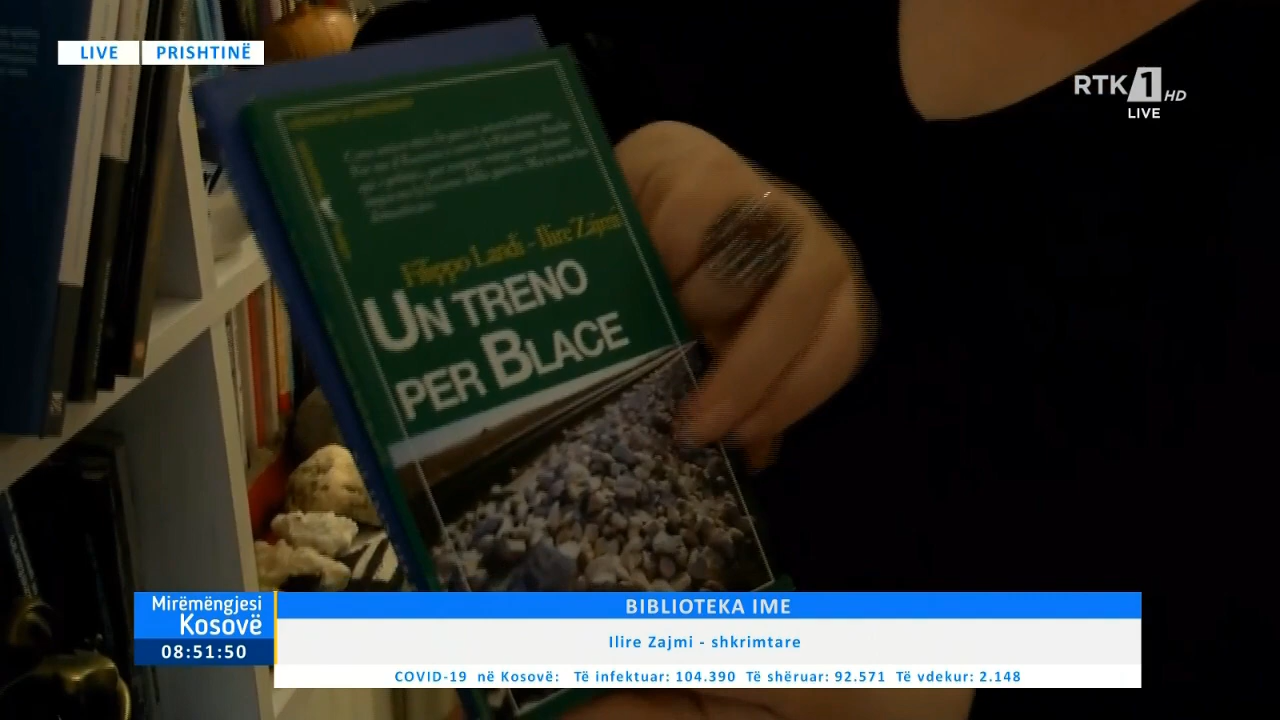 LIVE PRISHTINË
RTK 1 HD
LIVE
Filippo Landi - Ilire Zajmi
UN TRENO
PER BLACE
Mirëmëngjesi
Kosovë
08:51:50
BIBLIOTEKA IME
Ilire Zajmi - shkrimtare
COVID-19 në Kosovë: Të infektuar: 104.390 Të shëruar: 92.571 Të vdekur: 2.148